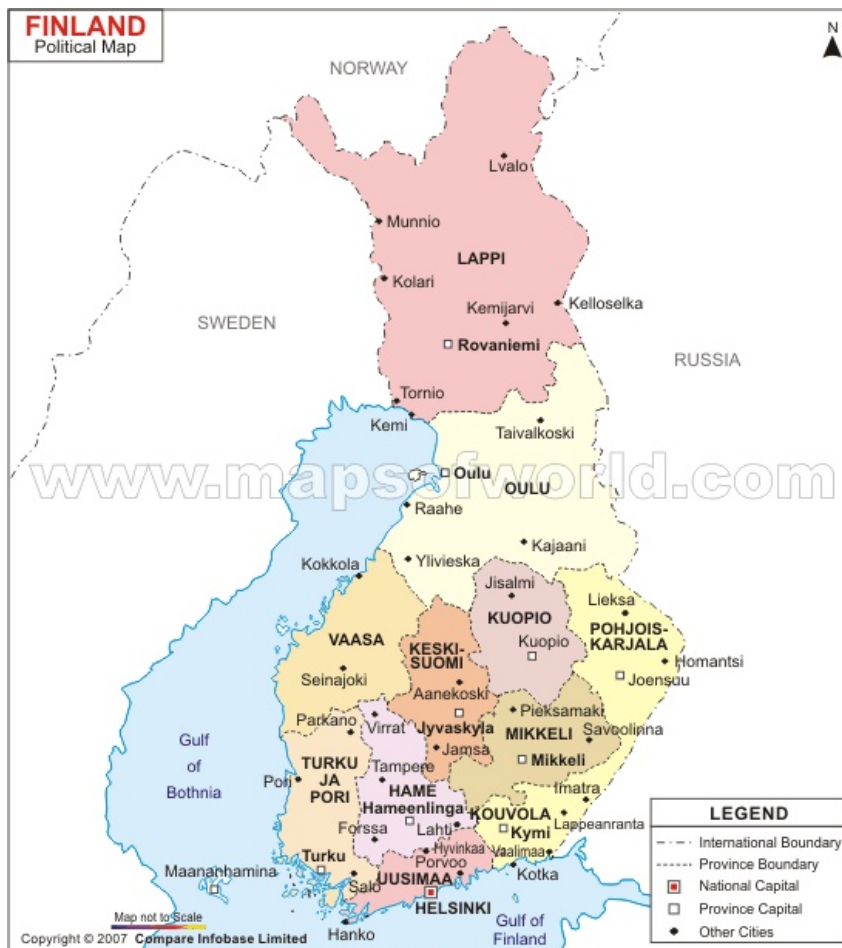 FINLAND
Political Map
N
NORWAY
Lvalo
Munnio
LAPPI
Kolari
Kelloselka
Kemijarvi
SWEDEN
Rovaniemi
RUSSIA
Tornio
Kemi
Taivalkoski
www.mapsofworld.com
Oulu
OULU
Raahe
Kajaani
Ylivieska
Kokkola
Jisalmi
Lieksa
KUOPIO
POHJOIS-
KARJALA
VAASA
KESKI-
SUOMI
Kuopio
Homantsi
Seinajoki
Joensuu
Aanekoski
Pieksamaki
Parkano
Virrat
Jyvaskyla
MIKKELI
Savoolinna
Gulf
of
Bothnia
Jamsa
Mikkeli
TURKU
JA
PORI
Pori
Tampere
Imatra
HAME
Hameenlinga
KOUVOLA
Kymi
Lappeanranta
Forssa
Lahti
Hyvinkaa
Vaalimaa
Maananhamina
Turku
Porvoo
Kotka
Salo
UUSIMAA
HELSINKI
Hanko
Gulf of
Finland
LEGEND
International Boundary
Province Boundary
National Capital
Province Capital
Other Cities
Map not to Scale
Copyright © 2007 Compare Infobase Limited